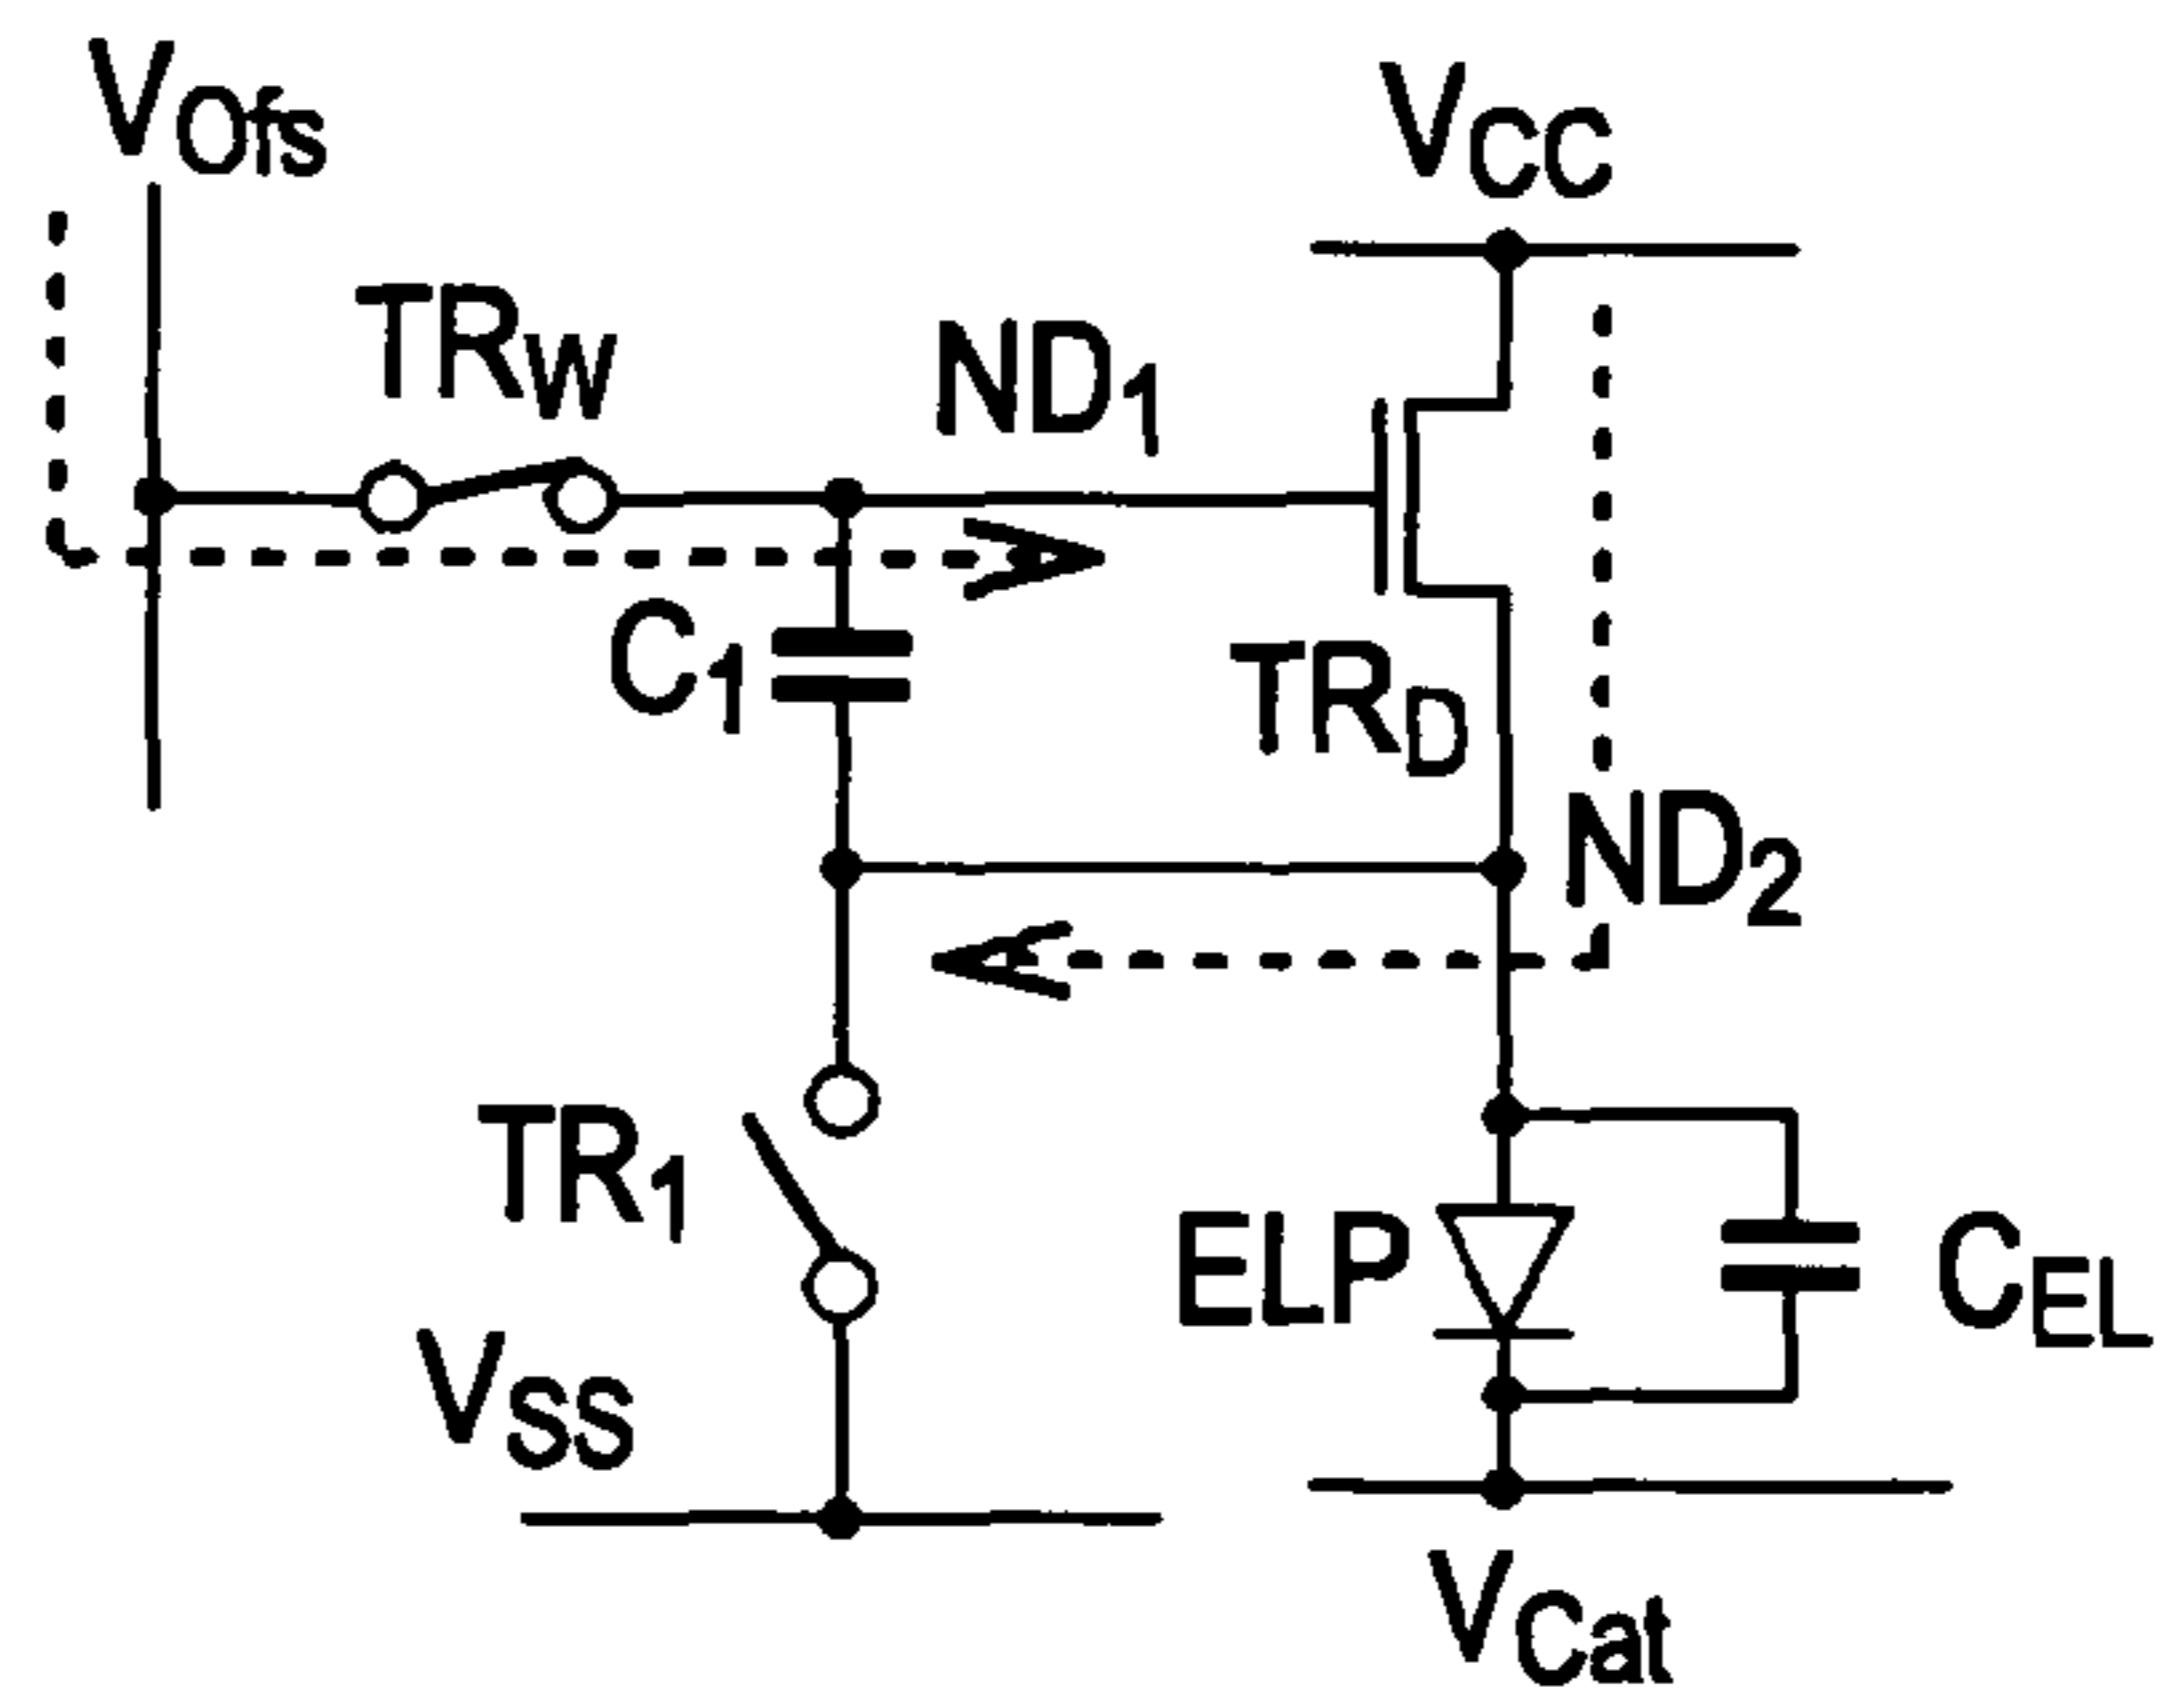 VOfs
VCC
TRW
ND1
C1
TRD
ND2
TR1
ELP
CEL
VSS
VCat